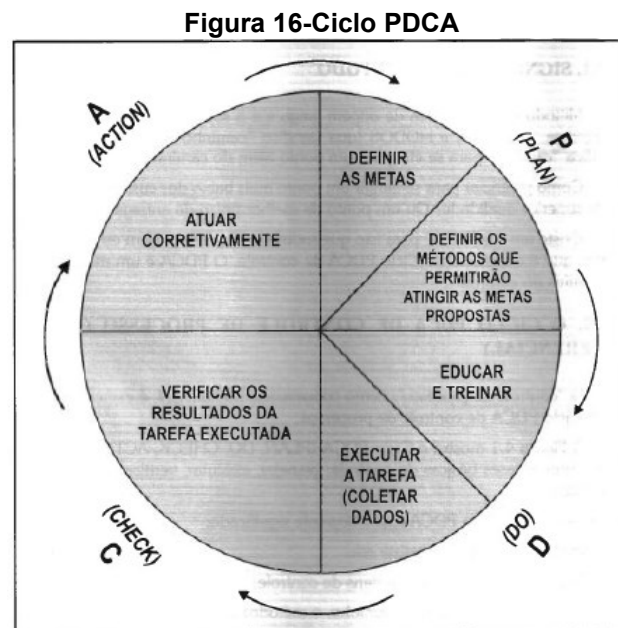 Figura 16-Ciclo PDCA
A
(ACTION)
P
(PLAN)
DEFINIR
AS METAS
ATUAR
CORRETIVAMENTE
DEFINIR OS
MÉTODOS QUE
PERMITIRÃO
ATINGIR AS METAS
PROPOSTAS
EDUCAR
E TREINAR
VERIFICAR OS
RESULTADOS DA
TAREFA EXECUTADA
EXECUTAR
A TAREFA
(COLETAR
DADOS)
(CHECK)
C
(DO)
D